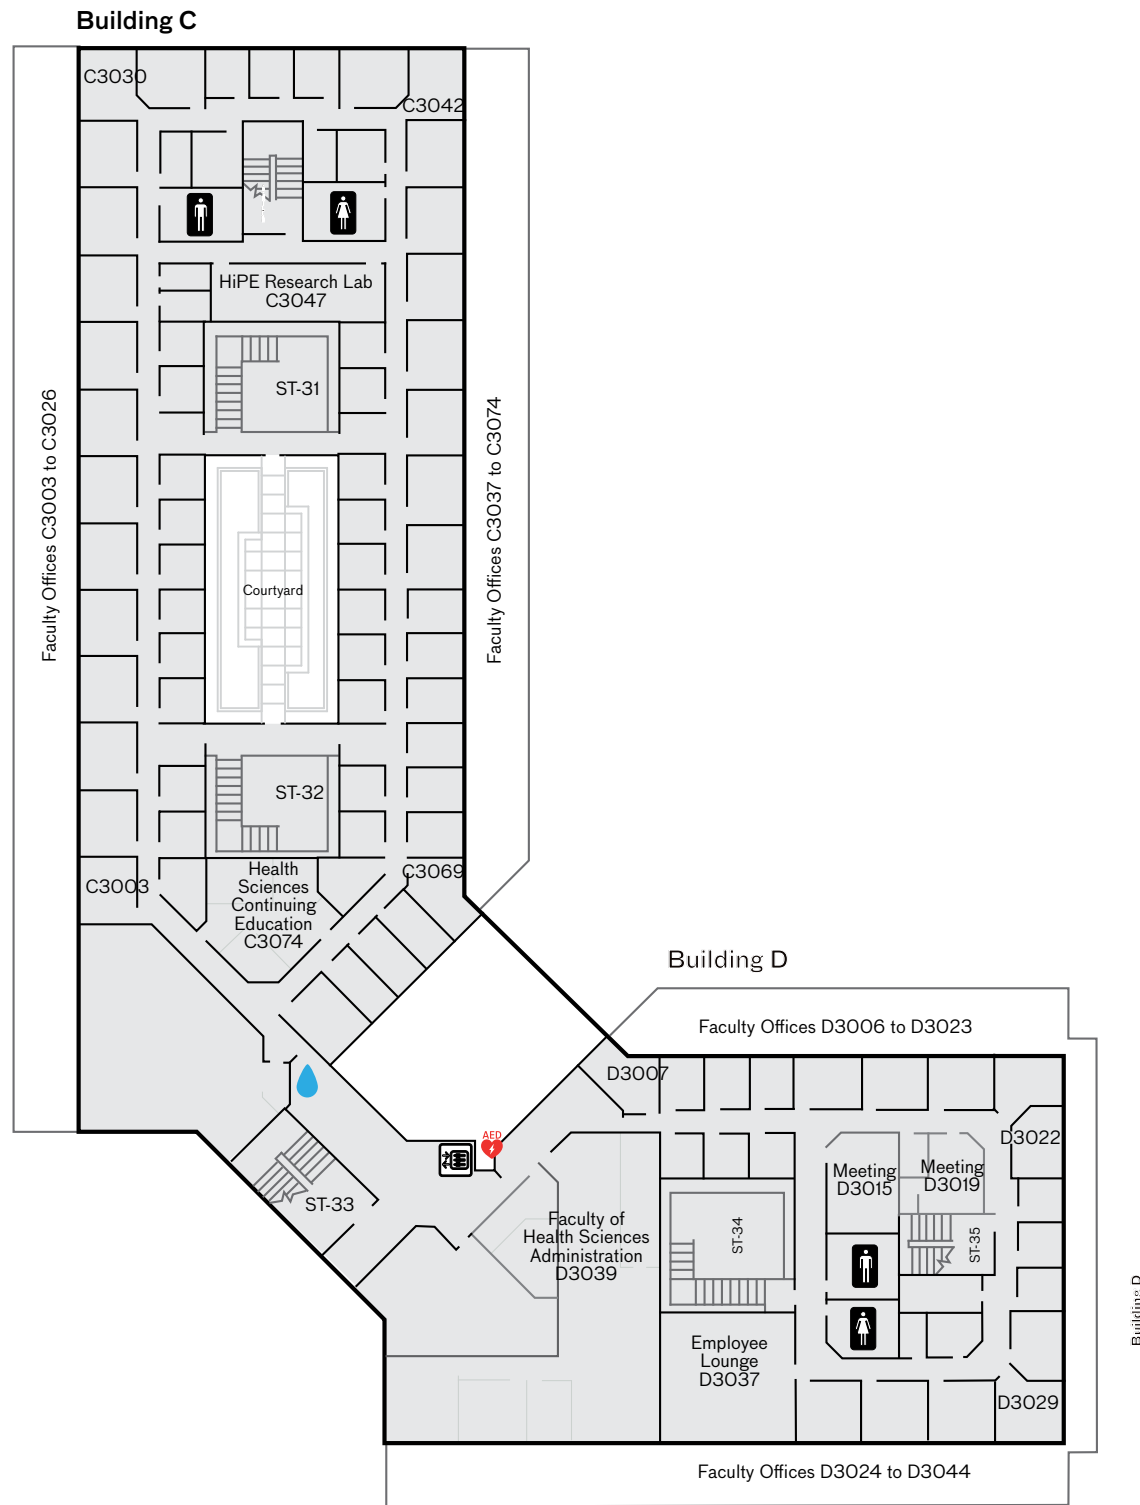 Building C
C3030
C3042
HiPE Research Lab
C3047
ST-31
Faculty Offices C3003 to C3026
Faculty Offices C3037 to C3074
Courtyard
ST-32
C3003
Health
Sciences
Continuing
Education
C3074
C3069
Building D
Faculty Offices D3006 to D3023
D3007
AED
D3022
Meeting
D3015
Meeting
D3019
ST-33
Faculty of
Health Sciences
Administration
D3039
ST-34
ST-35
Employee
Lounge
D3037
D3029
Building D
Faculty Offices D3024 to D3044